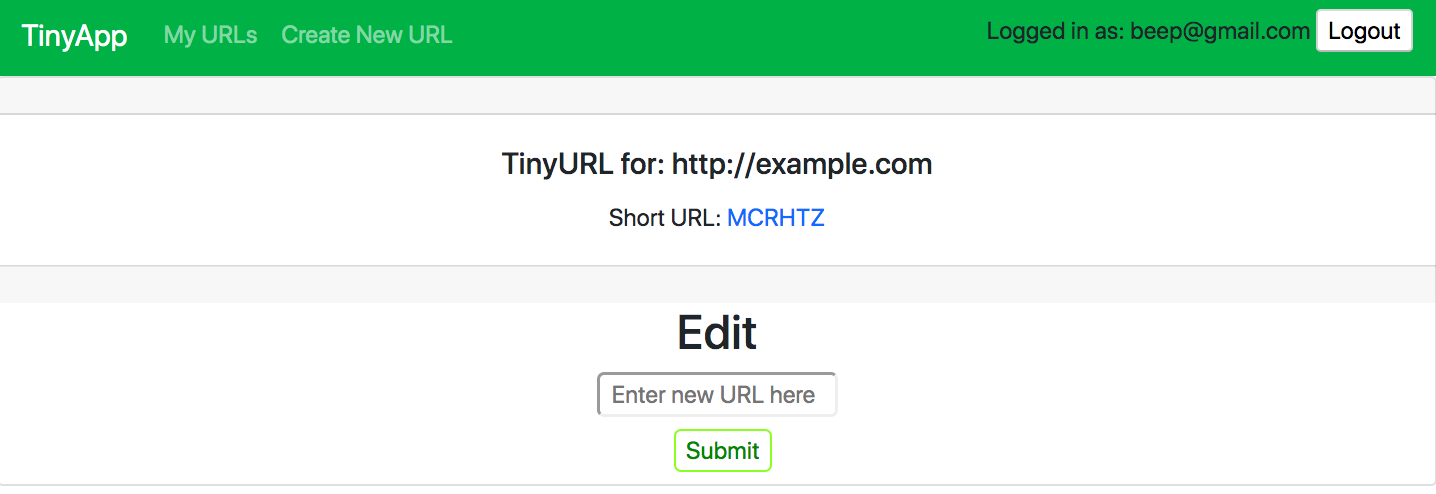 TinyApp My URLs Create New URL Logged in as: beep@gmail.com Logout
TinyURL for: http://example.com
Short URL: MCRHTZ
Edit
Enter new URL here
Submit